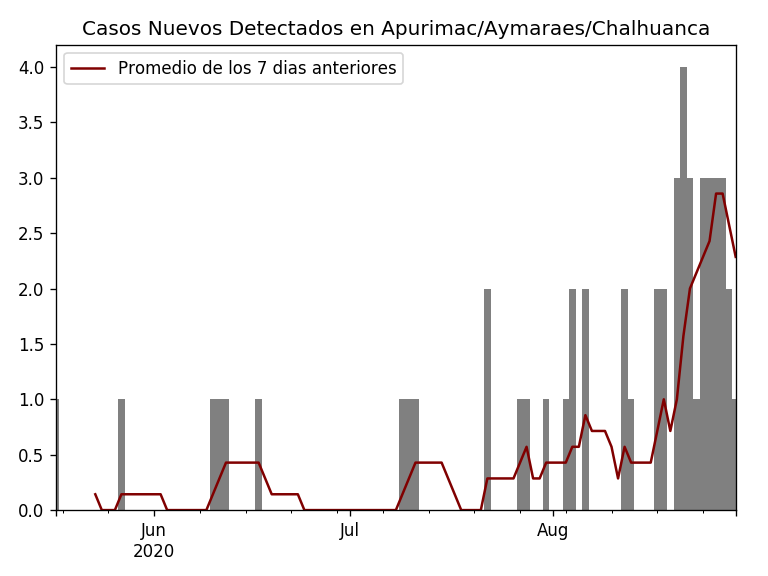 Casos Nuevos Detectados en Apurimac/Aymaraes/Chalhuanca
Promedio de los 7 dias anteriores
4.0
3.5
3.0
2.5
2.0
1.5
1.0
0.5
0.0
Jun
2020
Jul
Aug